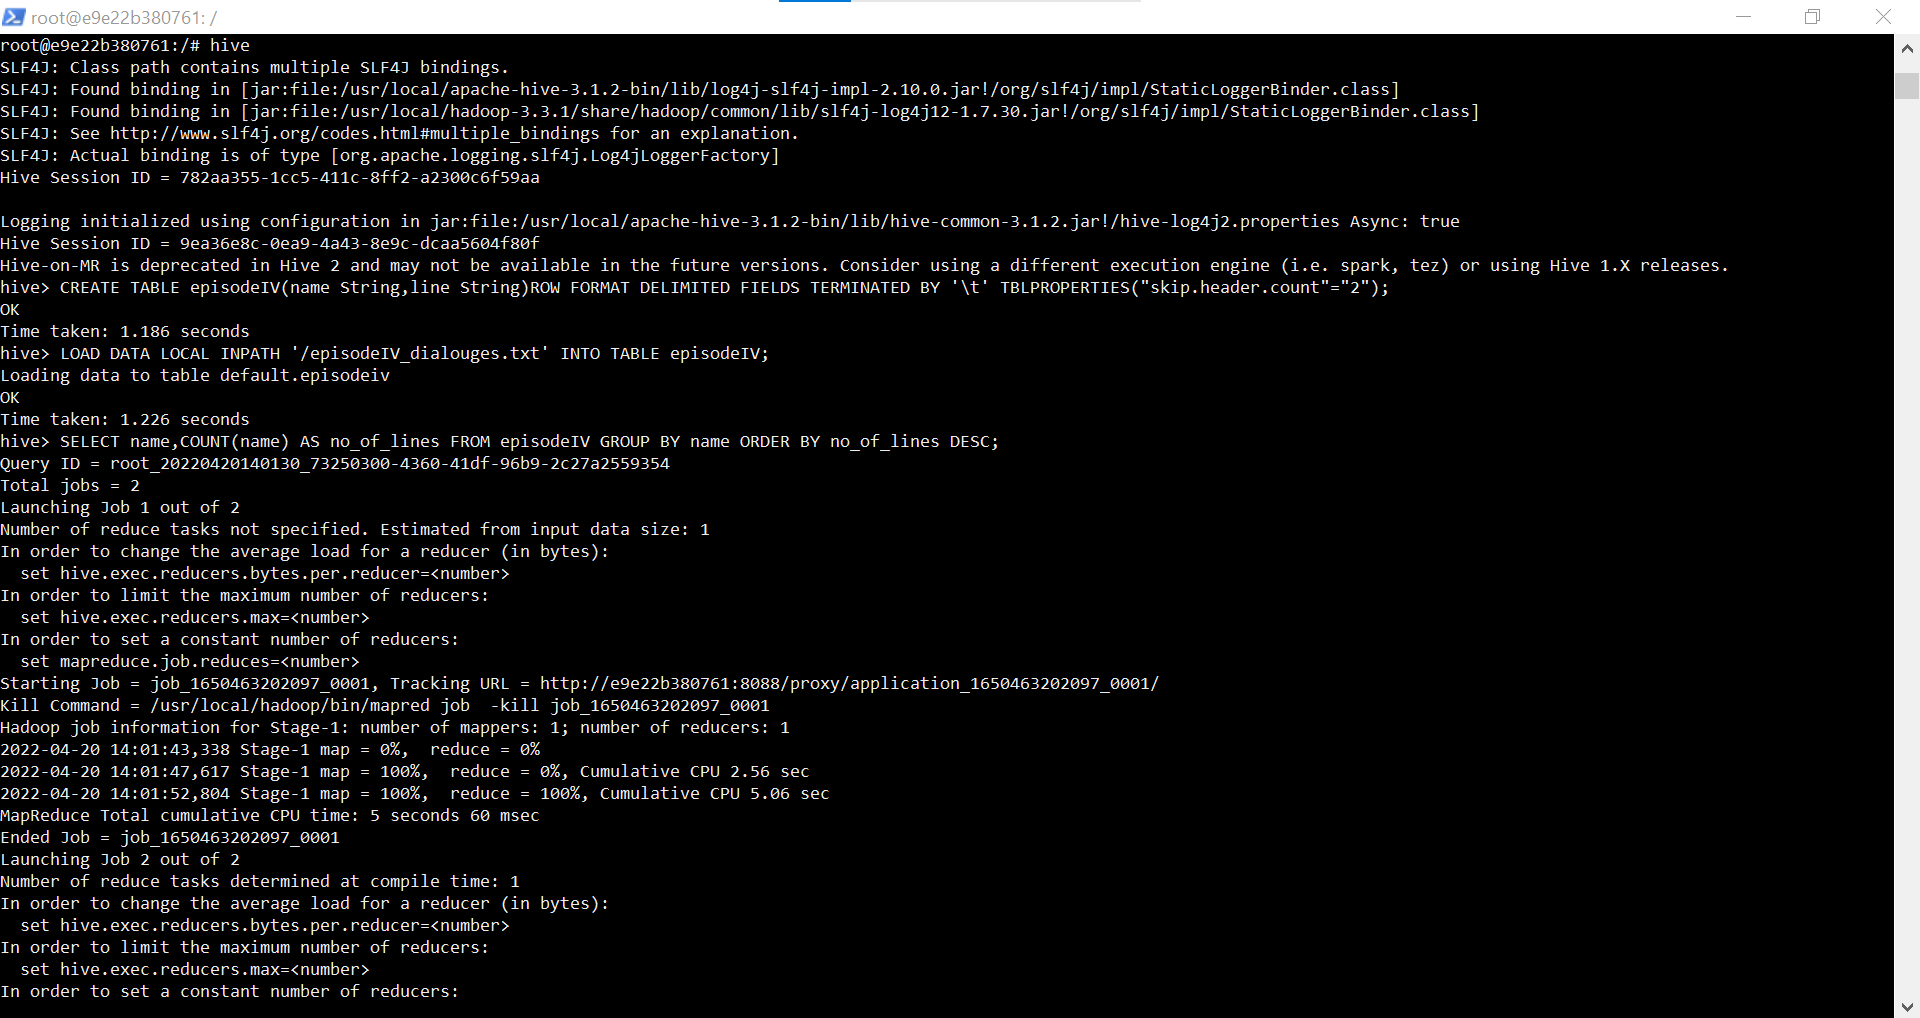 root@e9e22b380761: /
root@e9e22b380761:/# hive
SLF4J: Class path contains multiple SLF4J bindings.
SLF4J: Found binding in [jar:file:/usr/local/apache-hive-3.1.2-bin/lib/log4j-slf4j-impl-2.10.0.jar!/org/slf4j/impl/StaticLoggerBinder.class]
SLF4J: Found binding in [jar:file:/usr/local/hadoop-3.3.1/share/hadoop/common/lib/slf4j-log4j12-1.7.30.jar!/org/slf4j/impl/StaticLoggerBinder.class]
SLF4J: See http://www.slf4j.org/codes.html#multiple_bindings for an explanation.
SLF4J: Actual binding is of type [org.apache.logging.slf4j.Log4jLoggerFactory]
Hive Session ID = 782aa355-1cc5-411c-8ff2-a2300c6f59aa
Logging initialized using configuration in jar:file:/usr/local/apache-hive-3.1.2-bin/lib/hive-common-3.1.2.jar!/hive-log4j2.properties Async: true
Hive Session ID = 9ea36e8c-0ea9-4a43-8e9c-dcaa5604f80f
Hive-on-MR is deprecated in Hive 2 and may not be available in the future versions. Consider using a different execution engine (i.e. spark, tez) or using Hive 1.X releases.
hive> CREATE TABLE episodeIV(name String,line String)ROW FORMAT DELIMITED FIELDS TERMINATED BY '\t' TBLPROPERTIES("skip.header.count"="2");
OK
Time taken: 1.186 seconds
hive> LOAD DATA LOCAL INPATH '/episodeIV_dialouges.txt' INTO TABLE episodeIV;
Loading data to table default.episodeiv
OK
Time taken: 1.226 seconds
hive> SELECT name,COUNT(name) AS no_of_lines FROM episodeIV GROUP BY name ORDER BY no_of_lines DESC;
Query ID = root_20220420140130_73250300-4360-41df-96b9-2c27a2559354
Total jobs = 2
Launching Job 1 out of 2
Number of reduce tasks not specified. Estimated from input data size: 1
In order to change the average load for a reducer (in bytes):
  set hive.exec.reducers.bytes.per.reducer=<number>
In order to limit the maximum number of reducers:
  set hive.exec.reducers.max=<number>
In order to set a constant number of reducers:
  set mapreduce.job.reduces=<number>
Starting Job = job_1650463202097_0001, Tracking URL = http://e9e22b380761:8088/proxy/application_1650463202097_0001/
Kill Command = /usr/local/hadoop/bin/mapred job  -kill job_1650463202097_0001
Hadoop job information for Stage-1: number of mappers: 1; number of reducers: 1
2022-04-20 14:01:43,338 Stage-1 map = 0%,  reduce = 0%
2022-04-20 14:01:47,617 Stage-1 map = 100%,  reduce = 0%, Cumulative CPU 2.56 sec
2022-04-20 14:01:52,804 Stage-1 map = 100%,  reduce = 100%, Cumulative CPU 5.06 sec
MapReduce Total cumulative CPU time: 5 seconds 60 msec
Ended Job = job_1650463202097_0001
Launching Job 2 out of 2
Number of reduce tasks determined at compile time: 1
In order to change the average load for a reducer (in bytes):
  set hive.exec.reducers.bytes.per.reducer=<number>
In order to limit the maximum number of reducers:
  set hive.exec.reducers.max=<number>
In order to set a constant number of reducers: